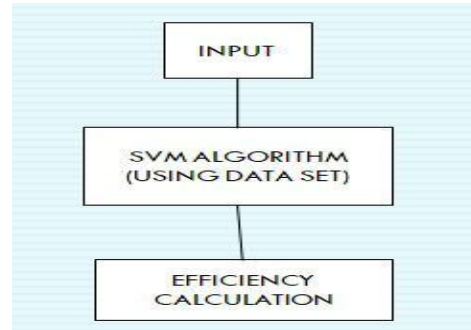 INPUT
SVM ALGORITHM
(USING DATA SET)
EFFICIENCY
CALCULATION